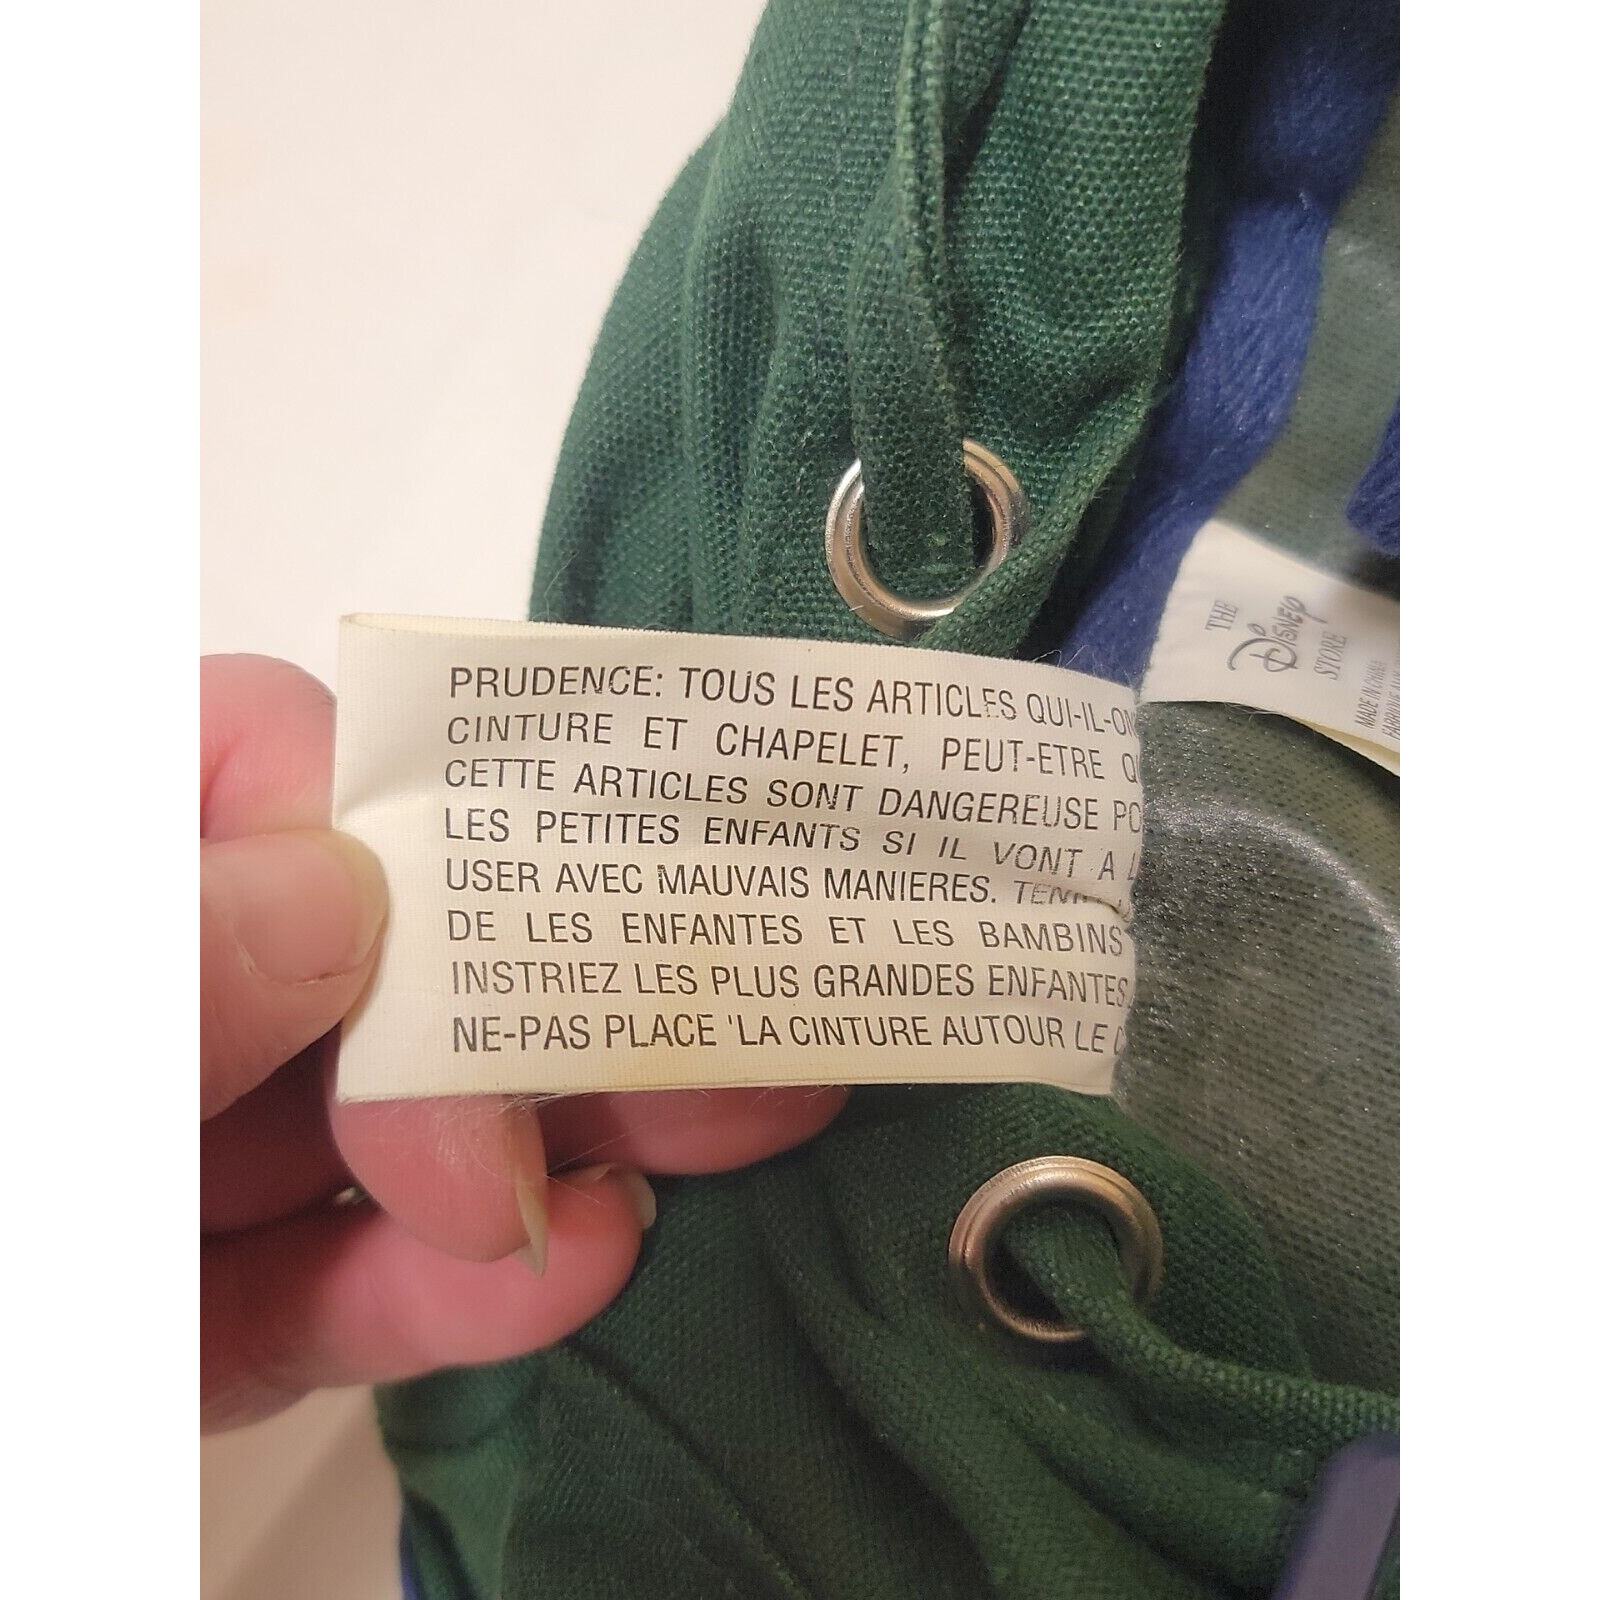 PRUDENCE: TOUS LES ARTICLES QUI-IL-ON
CINTURE ET CHAPELET, PEUT-ETRE QU
CETTE ARTICLES SONT DANGEREUSE PO
LES PETITES ENFANTS SI IL VONT A L
USER AVEC MAUVAIS MANIERES.
DE LES ENFANTES ET LES BAMBINS
INSTRIEZ LES PLUS GRANDES ENFANTES
NE-PAS PLACE 'LA CINTURE AUTOUR LE C
THE
DISNEY
STORE
MADE IN CHINA